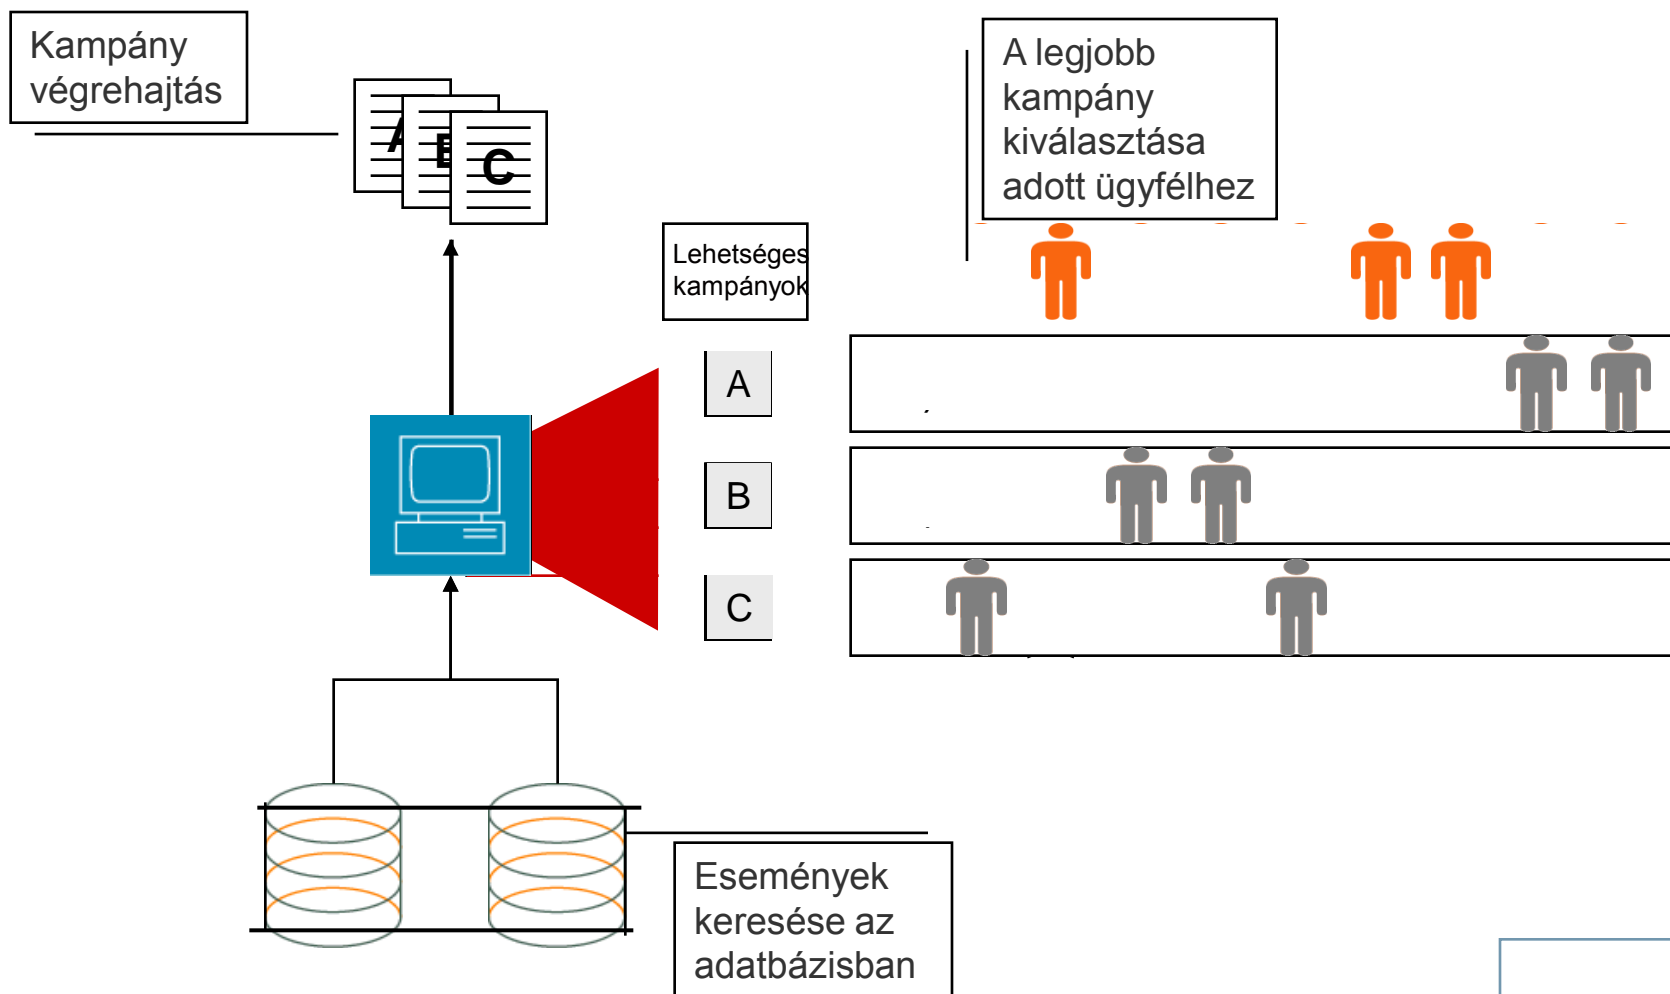 Kampány
végrehajtás
A
B
C
A legjobb
kampány
kiválasztása
adott ügyfélhez
Lehetséges
kampányok
A
B
C
Események
keresése az
adatbázisban